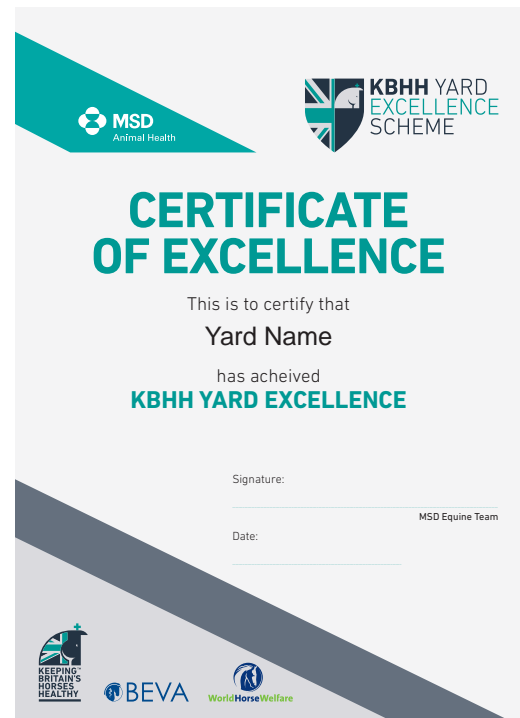 MSD
Animal Health
KBHH YARD
EXCELLENCE
SCHEME
CERTIFICATE
OF EXCELLENCE
This is to certify that
Yard Name
has acheived
KBHH YARD EXCELLENCE
Signature:
MSD Equine Team
Date:
KEEPING™
BRITAIN'S
HORSES
HEALTHY
BEVA
WorldHorseWelfare